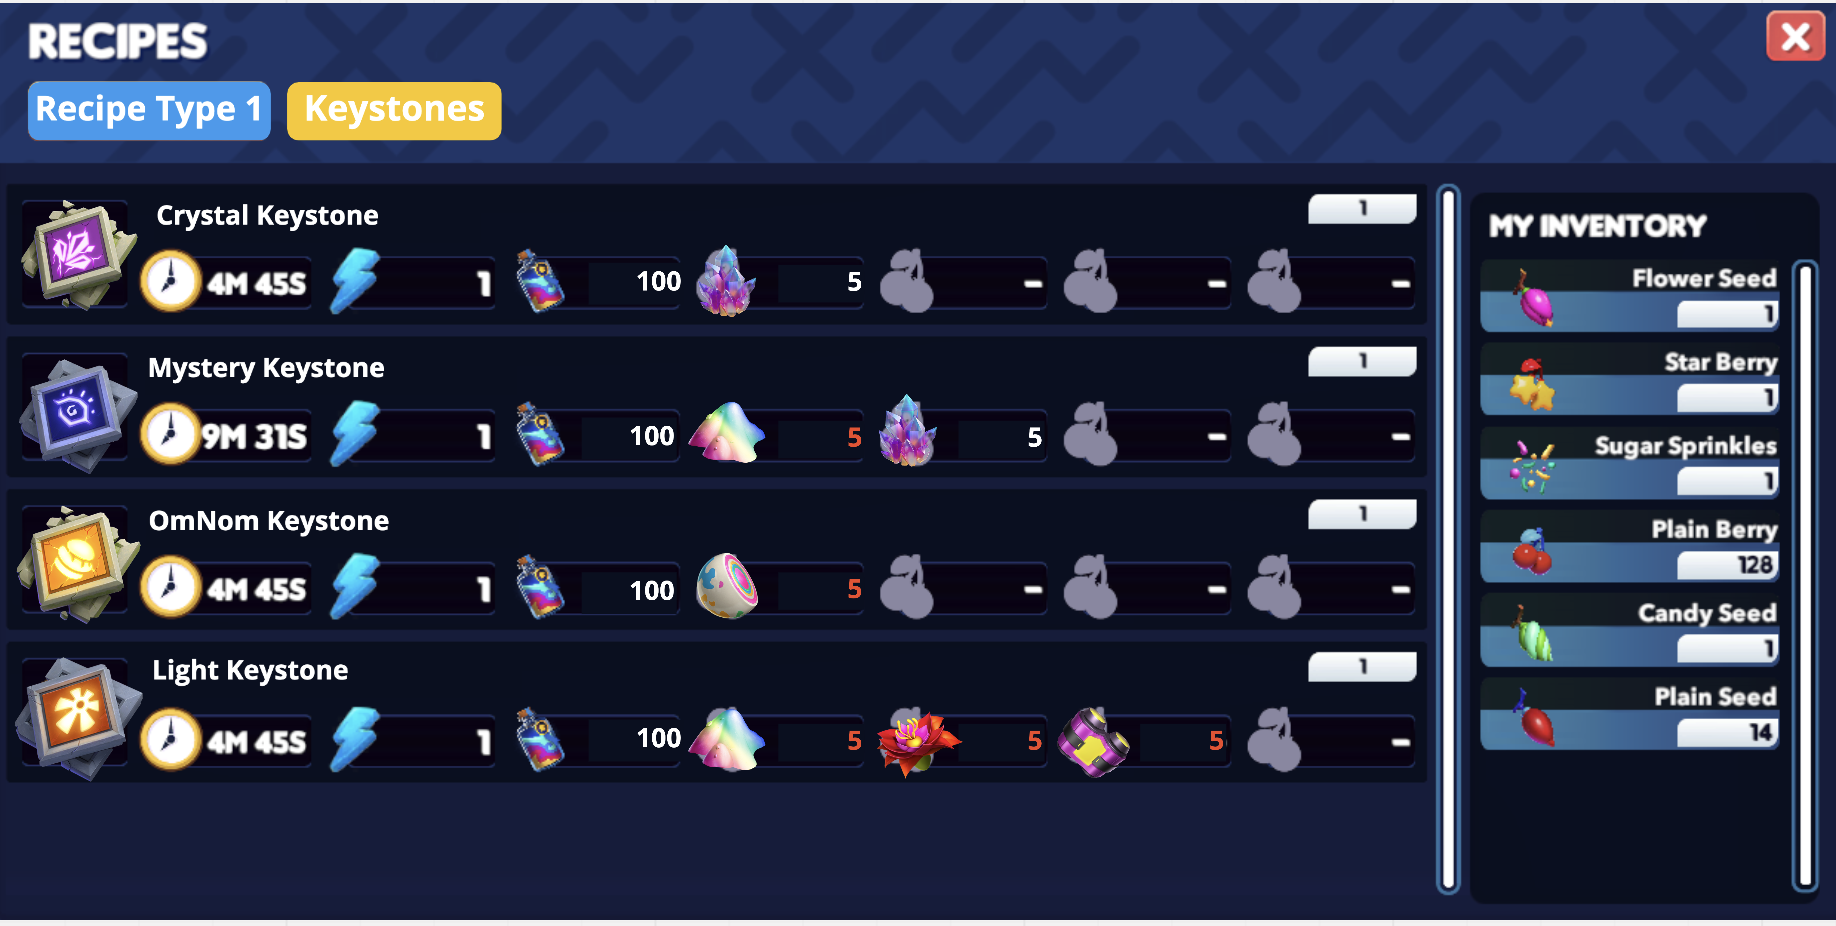 RECIPES
Recipe Type 1 Keystones
Crystal Keystone
1
4M 45S 1 100 5 - - -
Mystery Keystone
1
9M 31S 1 100 5 5 - -
OmNom Keystone
1
4M 45S 1 100 5 - - -
Light Keystone
1
4M 45S 1 100 5 5 5 -
MY INVENTORY
Flower Seed
1
Star Berry
1
Sugar Sprinkles
1
Plain Berry
128
Candy Seed
1
Plain Seed
14